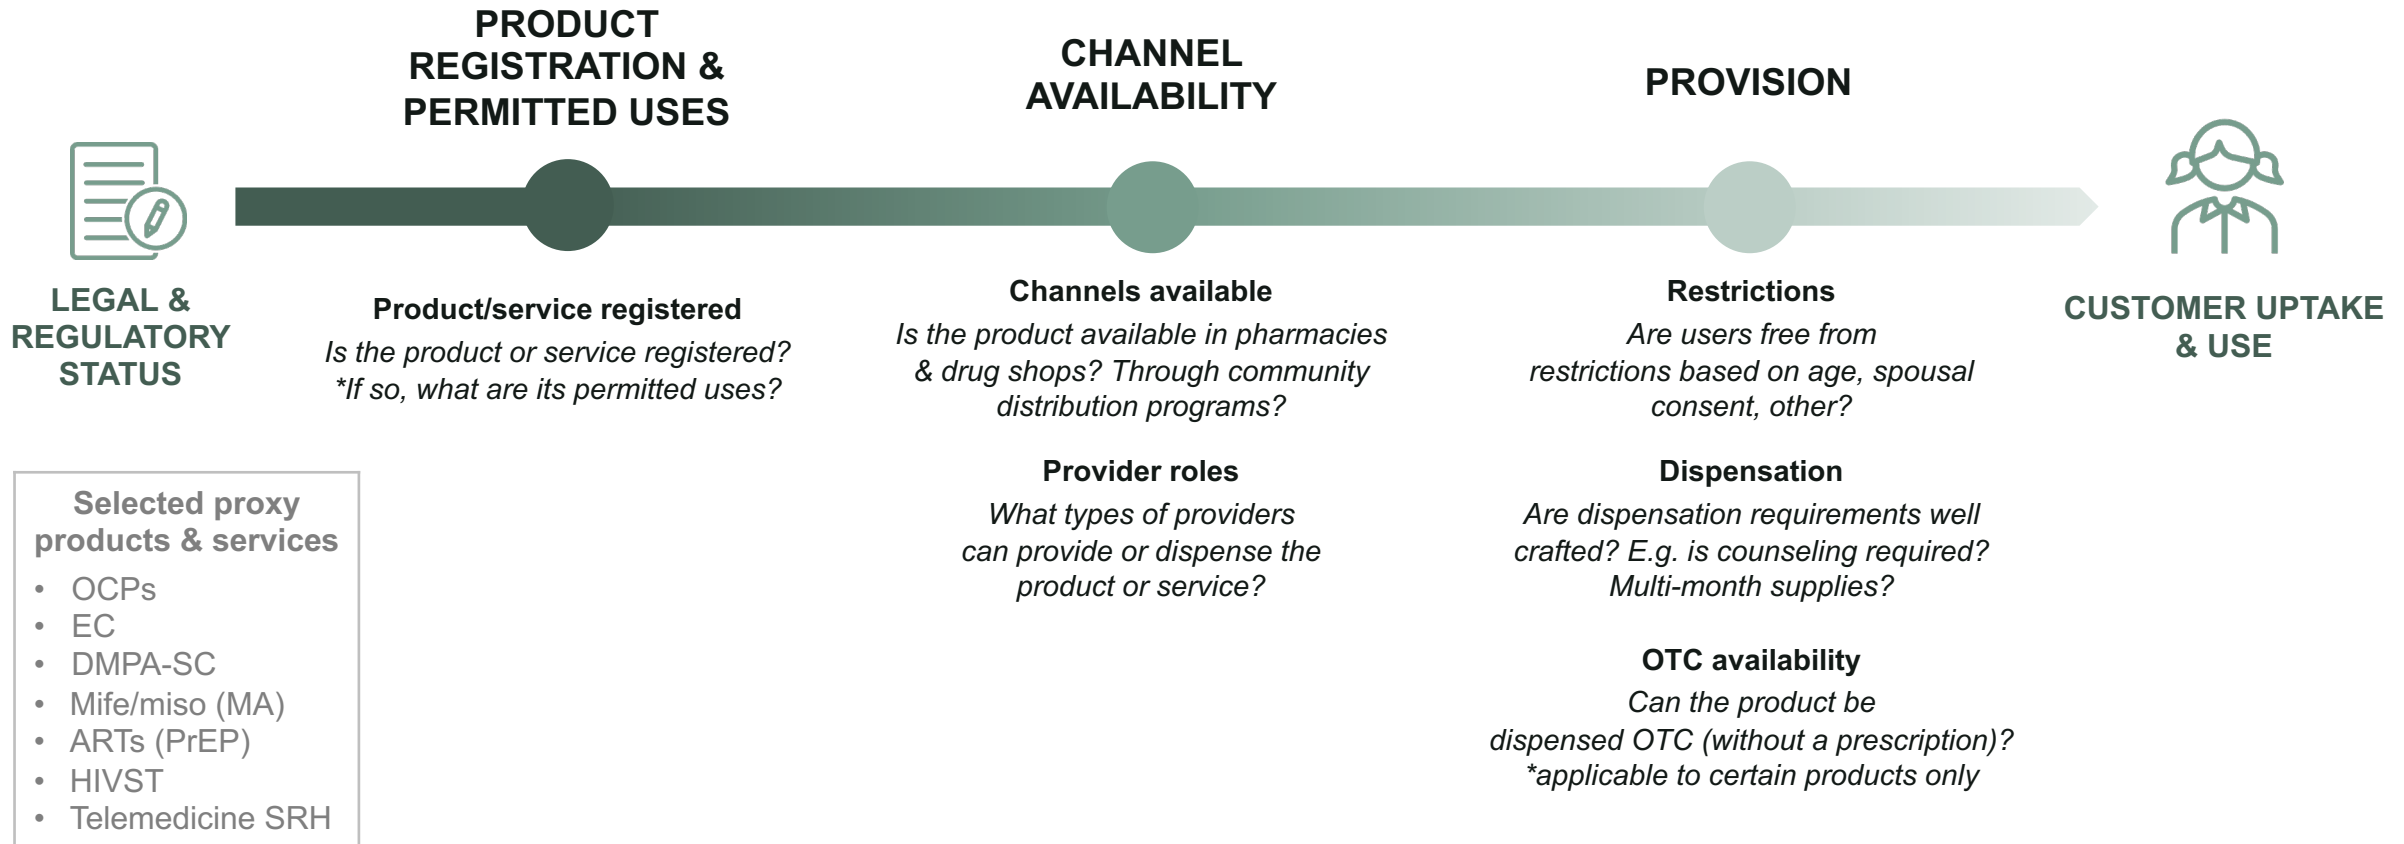 PRODUCT
REGISTRATION &
PERMITTED USES
CHANNEL
AVAILABILITY
PROVISION
LEGAL &
REGULATORY
STATUS
Product/service registered
Is the product or service registered?
*If so, what are its permitted uses?
Channels available
Is the product available in pharmacies
& drug shops? Through community
distribution programs?
Provider roles
What types of providers
can provide or dispense the
product or service?
Restrictions
Are users free from
restrictions based on age, spousal
consent, other?
Dispensation
Are dispensation requirements well
crafted? E.g. is counseling required?
Multi-month supplies?
OTC availability
Can the product be
dispensed OTC (without a prescription)?
*applicable to certain products only
CUSTOMER UPTAKE
& USE
Selected proxy
products & services
• OCPs
• EC
• DMPA-SC
• Mife/miso (MA)
• ARTs (PrEP)
• HIVST
• Telemedicine SRH